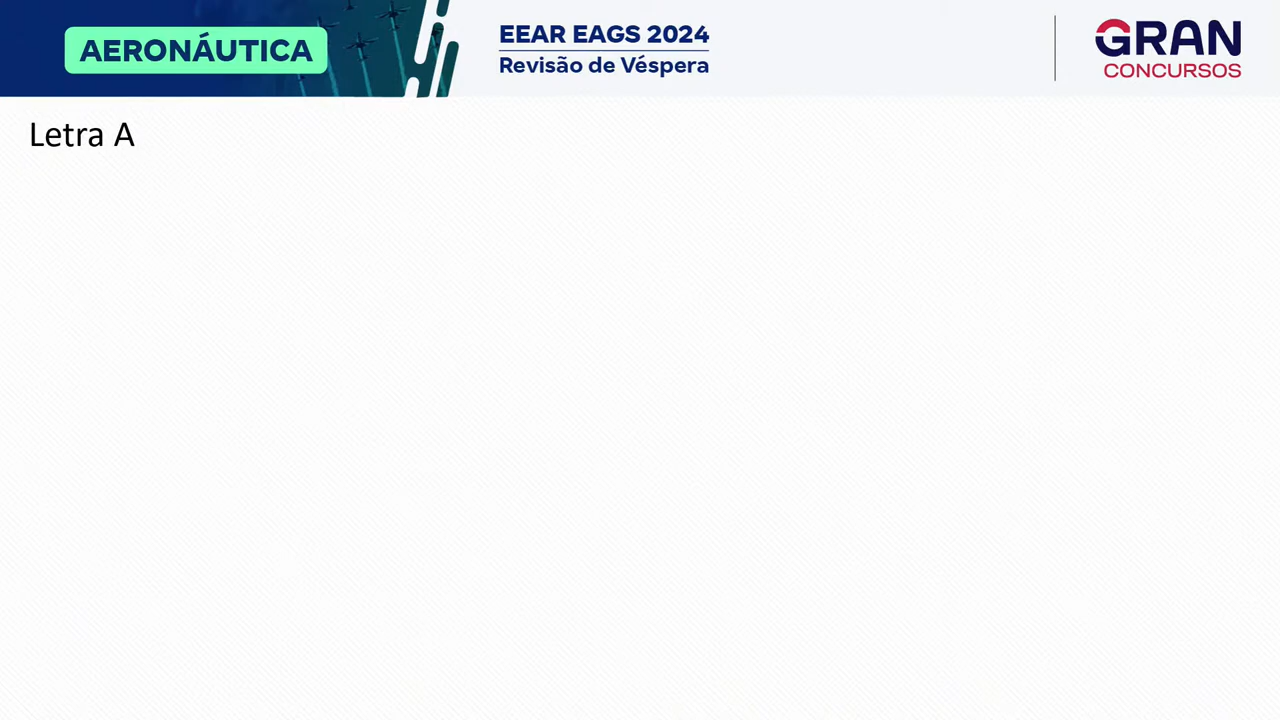 AERONÁUTICA
EEAR EAGS 2024
Revisão de Véspera
GRAN
CONCURSOS
Letra A